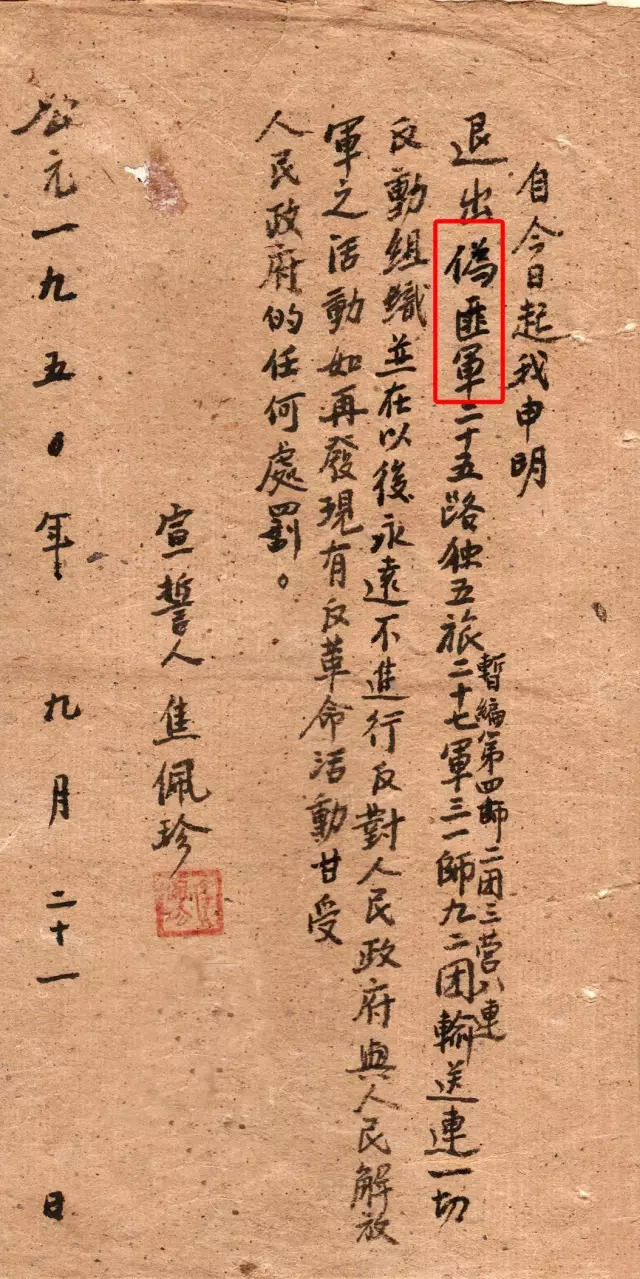 自今日起我申明
退出偽匪軍二十五路独五旅二十七軍三一師九二团輸送連一切
暫編第四師二团三营八連
反動組織並在以後永遠不進行反對人民政府與人民解放
軍之活動如再發現有反革命活動甘受
人民政府的任何處罰。
宣誓人焦佩珍
公元一九五〇年九月二十一日